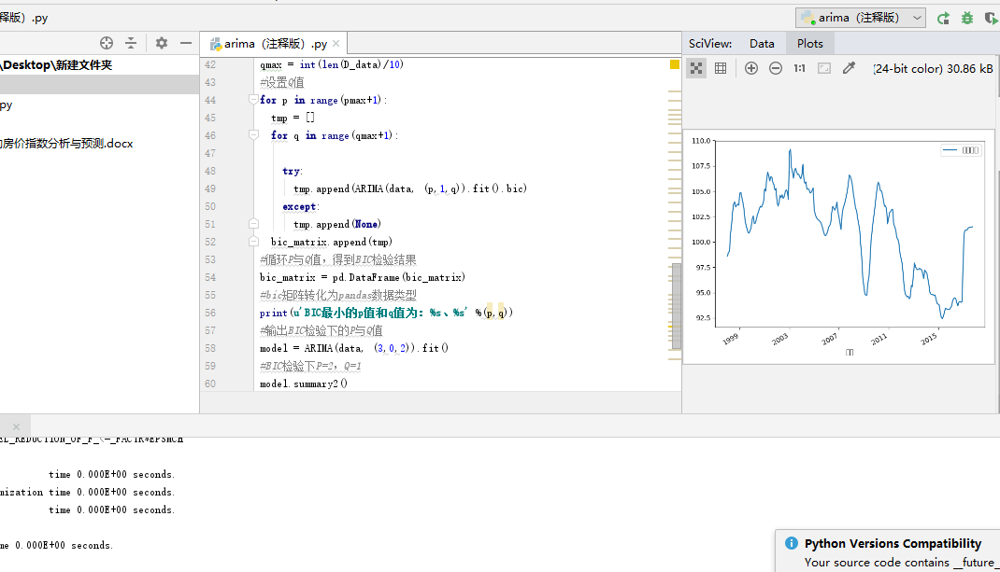 释版）.py
arima（注释版）
\Desktop\新建文件夹
arima（注释版）.py
SciView:
Data
Plots
py
房价指数分析与预测.docx
42 qmax = int(len(D_data)/10)
43 #设置Q值
44 for p in range(pmax+1):
45 tmp = []
46 for q in range(qmax+1):
47
48 try:
49 tmp.append(ARIMA(data, (p,1,q)).fit().bic)
50 except:
51 tmp.append(None)
52 bic_matrix.append(tmp)
53 #循环P与Q值，得到BIC检验结果
54 bic_matrix = pd.DataFrame(bic_matrix)
55 #bic矩阵转化为pandas数据类型
56 print(u'BIC最小的p值和q值为：%s、%s' %(p,q))
57 #输出BIC检验下的P与Q值
58 model = ARIMA(data, (3,0,2)).fit()
59 #BIC检验下P=2，Q=1
60 model.summary2()
1:1
(24-bit color) 30.86 kB
110.0
107.5
105.0
102.5
100.0
97.5
95.0
92.5
1999
2003
2007
2011
2015
time 0.000E+00 seconds.
mization time 0.000E+00 seconds.
time 0.000E+00 seconds.
me 0.000E+00 seconds.
Python Versions Compatibility
Your source code contains __future_